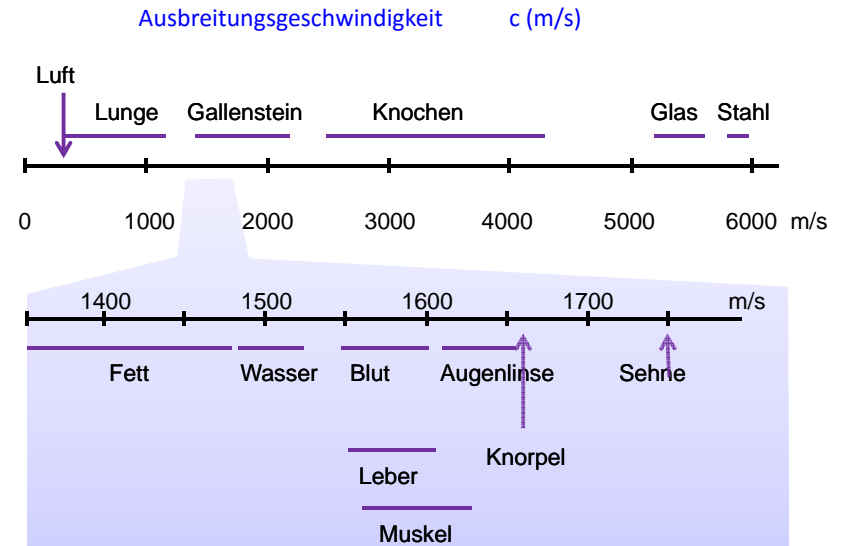 Ausbreitungsgeschwindigkeit c (m/s)
Luft
Lunge Gallenstein Knochen Glas Stahl
0 1000 2000 3000 4000 5000 6000 m/s
1400 1500 1600 1700 m/s
Fett Wasser Blut Augenlinse Sehne
Knorpel
Leber
Muskel